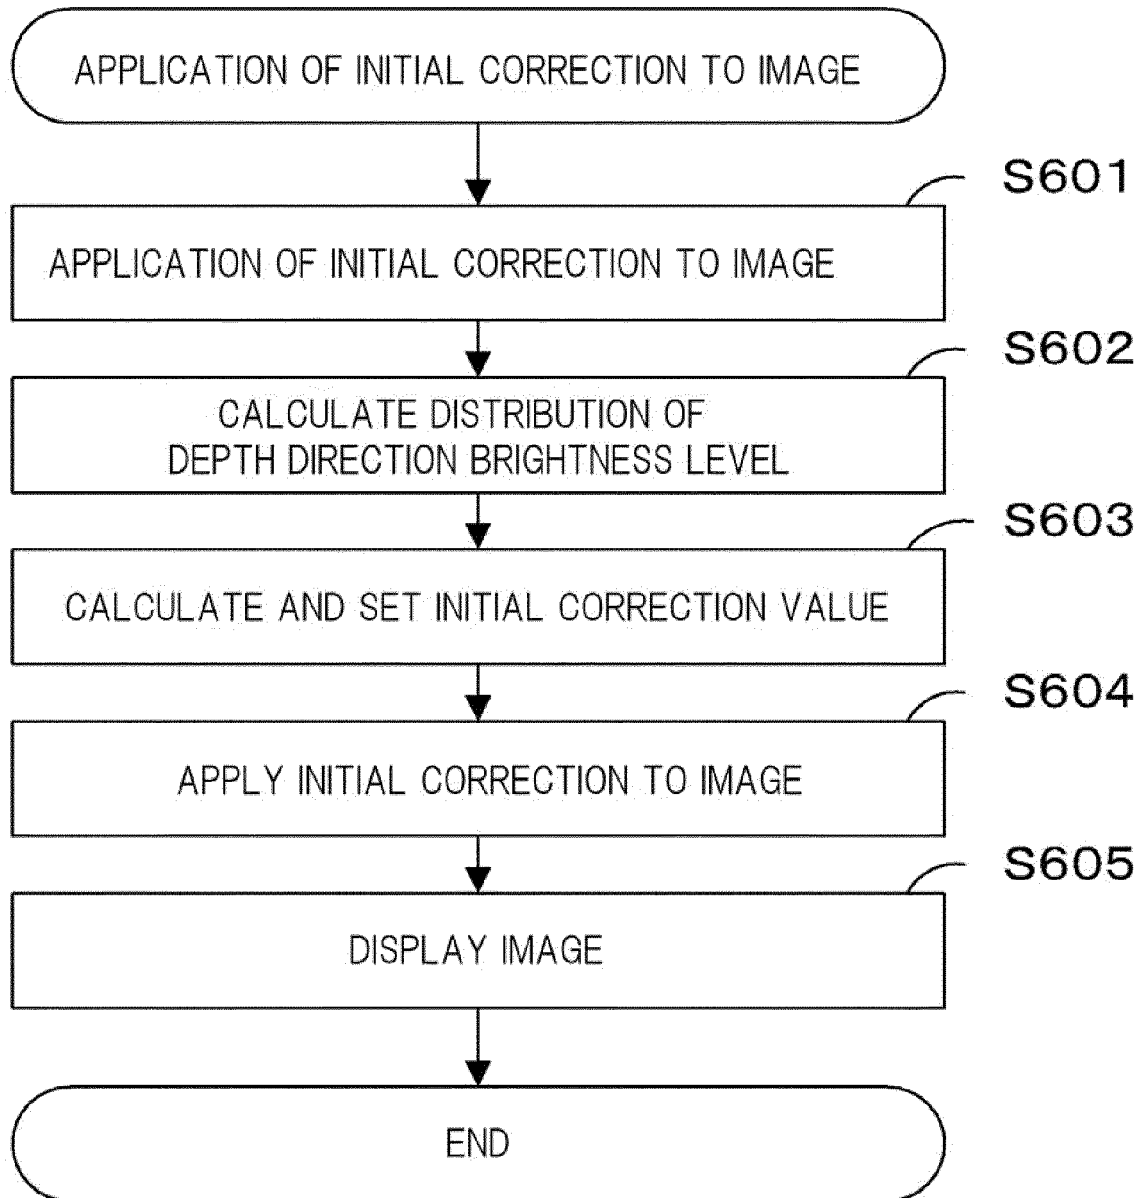 APPLICATION OF INITIAL CORRECTION TO IMAGE
S601
APPLICATION OF INITIAL CORRECTION TO IMAGE
S602
CALCULATE DISTRIBUTION OF
DEPTH DIRECTION BRIGHTNESS LEVEL
S603
CALCULATE AND SET INITIAL CORRECTION VALUE
S604
APPLY INITIAL CORRECTION TO IMAGE
S605
DISPLAY IMAGE
END